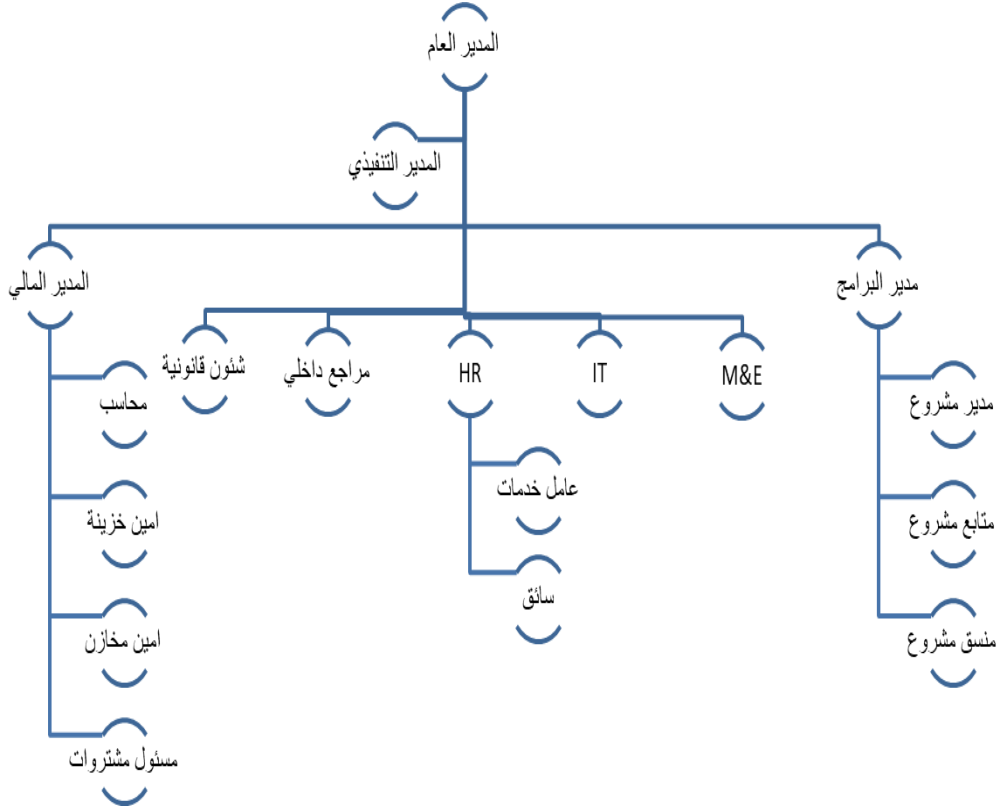 المدير العام
المدير التنفيذي
مدير البرامج
المدير المالي
M&E
IT
HR
مراجع داخلي
شئون قانونية
مدير مشروع
متابع مشروع
منسق مشروع
عامل خدمات
سائق
محاسب
امين خزينة
امين مخازن
مسئول مشتروات